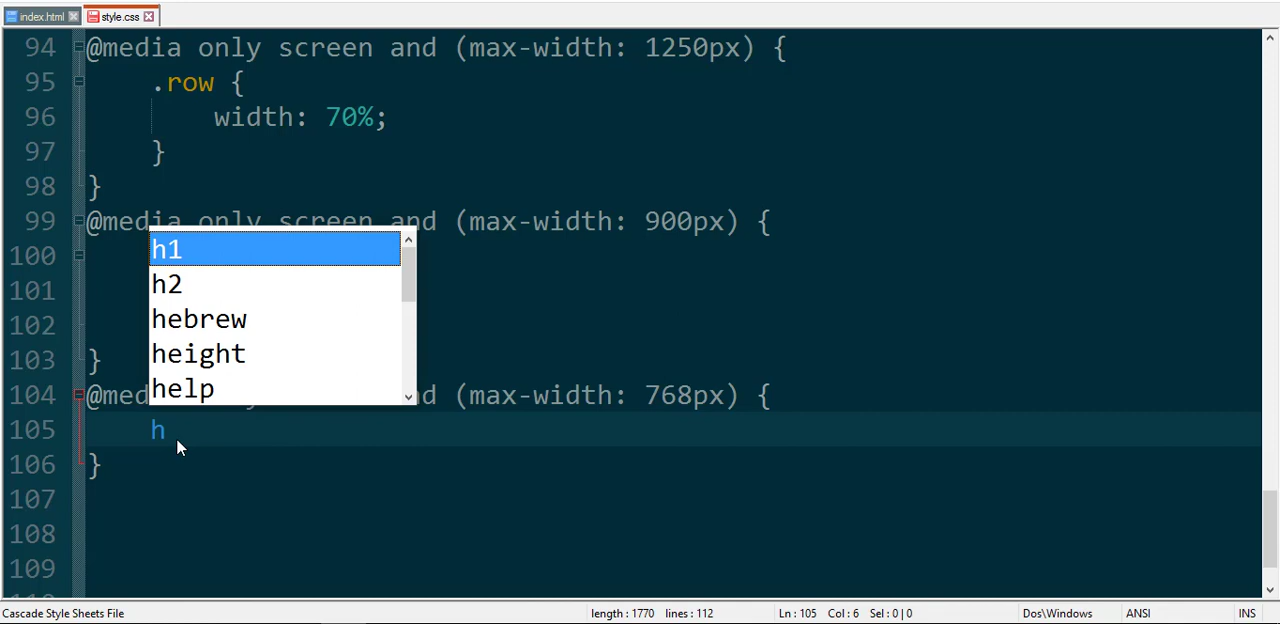 index.html style.css
94 @media only screen and (max-width: 1250px) {
95 .row {
96 width: 70%;
97 }
98 }
99 @media only screen and (max-width: 900px) {
h1
100
h2
101
hebrew
102
height
103 }
help
104 @med nd (max-width: 768px) {
105 h
106 }
107
108
109
Cascade Style Sheets File length : 1770 lines : 112 Ln : 105 Col : 6 Sel : 0 | 0 Dos\Windows ANSI INS